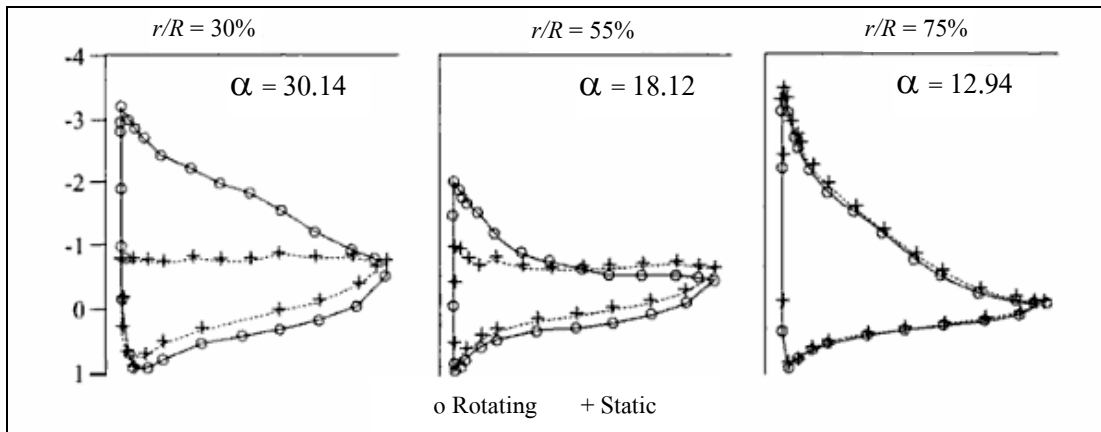 r/R = 30%
r/R = 55%
r/R = 75%
-4
α = 30.14
α = 18.12
α = 12.94
-3
-2
-1
0
1
o Rotating + Static